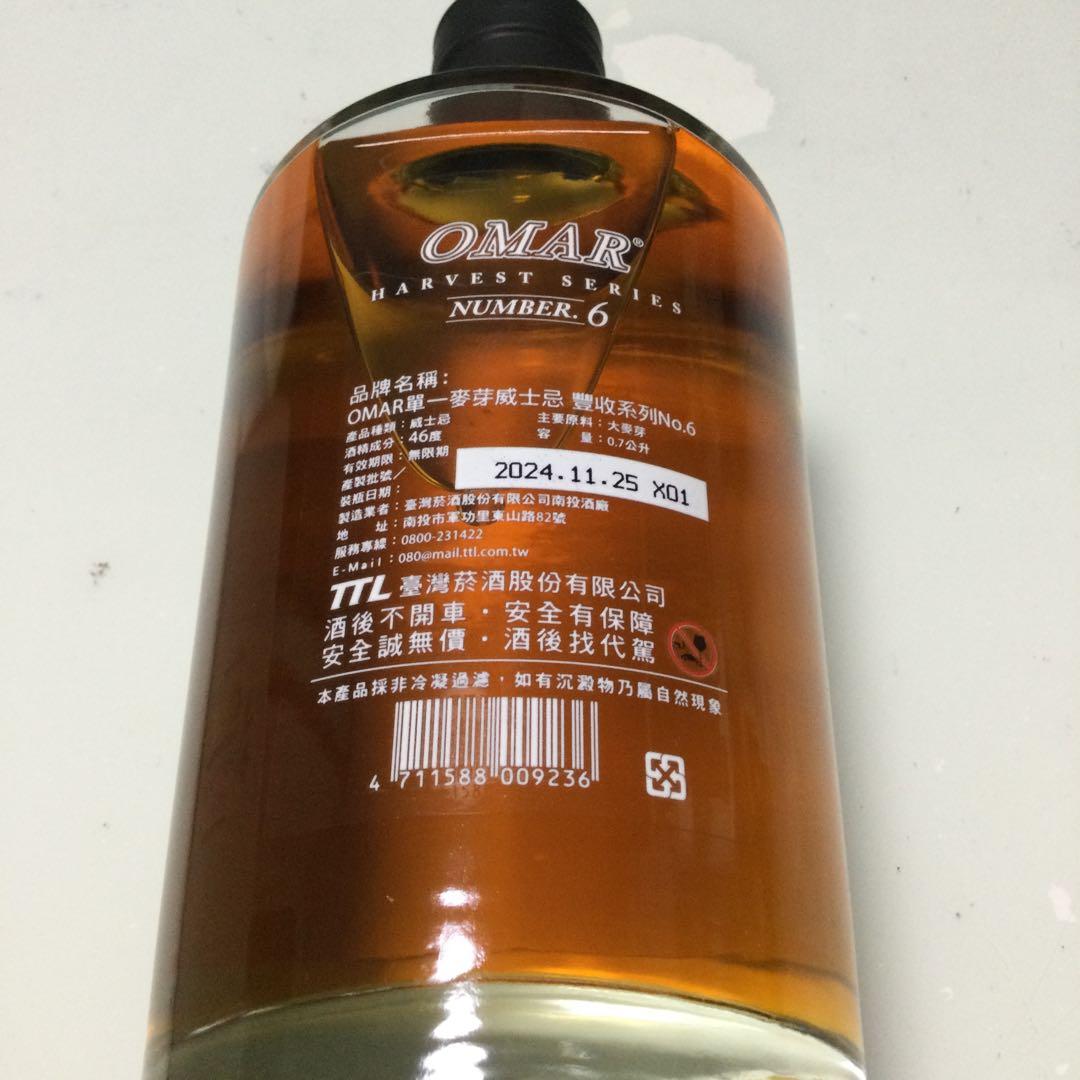 OMAR®
HARVEST SERIES
NUMBER. 6
品牌名稱:
OMAR單一麥芽威士忌 豐收系列No.6
產品種類:威士忌 主要原料:大麥芽
酒精成分:46度 容 量:0.7公升
有效期限:無限期
產製批號/
裝瓶日期: 2024.11.25 X01
製造業者:臺灣菸酒股份有限公司南投酒廠
地 址:南投市軍功里東山路82號
服務專線:0800-231422
E-Mail:080@mail.ttl.com.tw
TTL 臺灣菸酒股份有限公司
酒後不開車・安全有保障
安全誠無價・酒後找代駕
本產品採非冷凝過濾,如有沉澱物乃屬自然現象
4 711588 009236